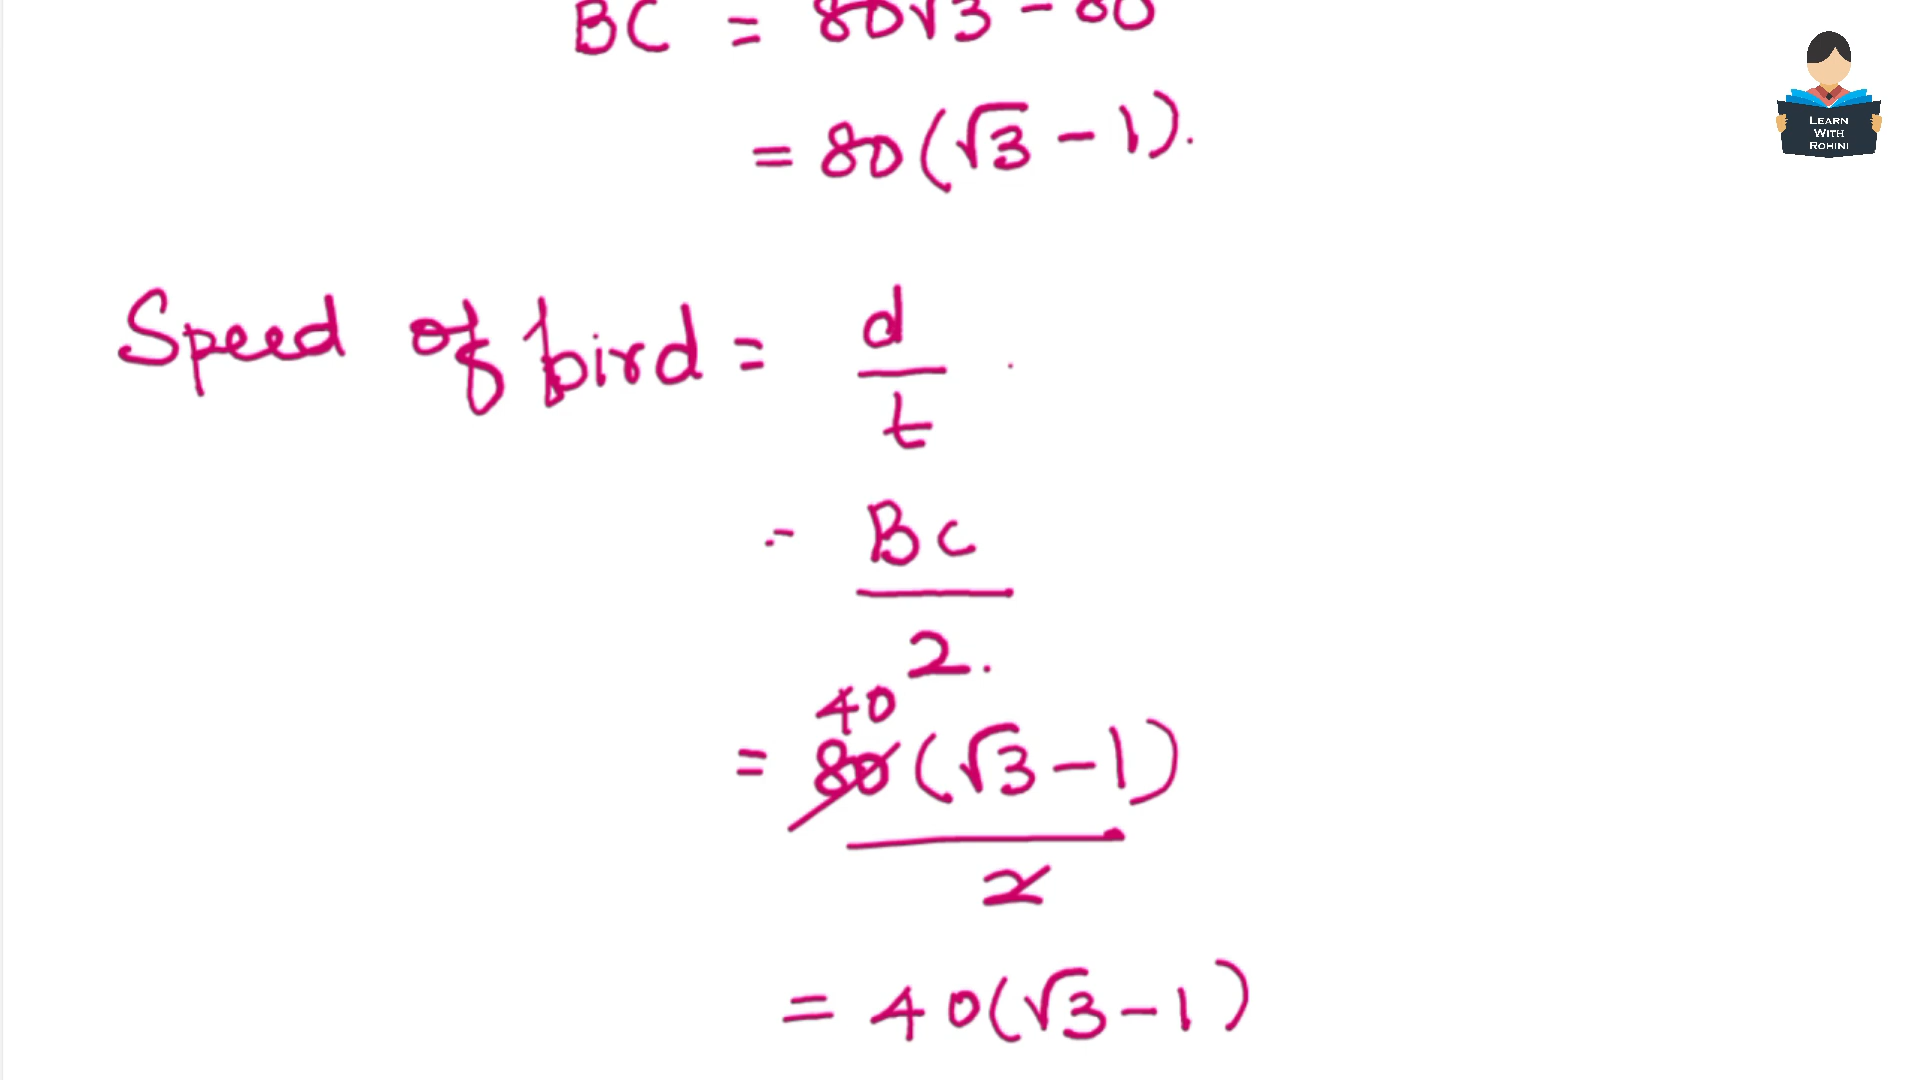 BC = 80√3 - 80
= 80(√3 - 1).
LEARN
WITH
ROHINI
Speed of bird = d
t
= BC
2.
40
= 80(√3-1)
2
= 40(√3-1)